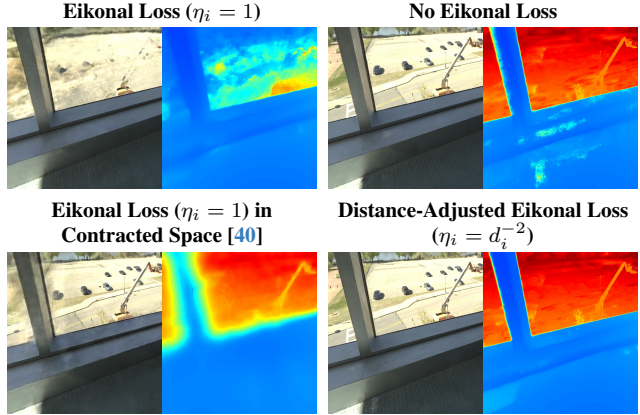 Eikonal Loss (ηᵢ = 1)
No Eikonal Loss
Eikonal Loss (ηᵢ = 1) in
Contracted Space [40]
Distance-Adjusted Eikonal Loss
(ηᵢ = dᵢ⁻²)